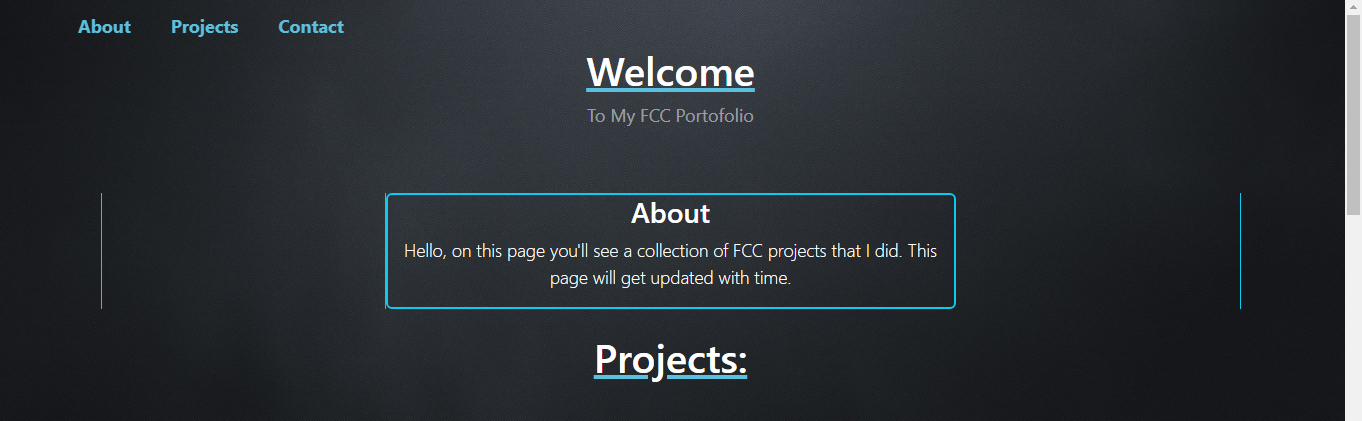 About Projects Contact
Welcome
To My FCC Portofolio
About
Hello, on this page you'll see a collection of FCC projects that I did. This
page will get updated with time.
Projects: